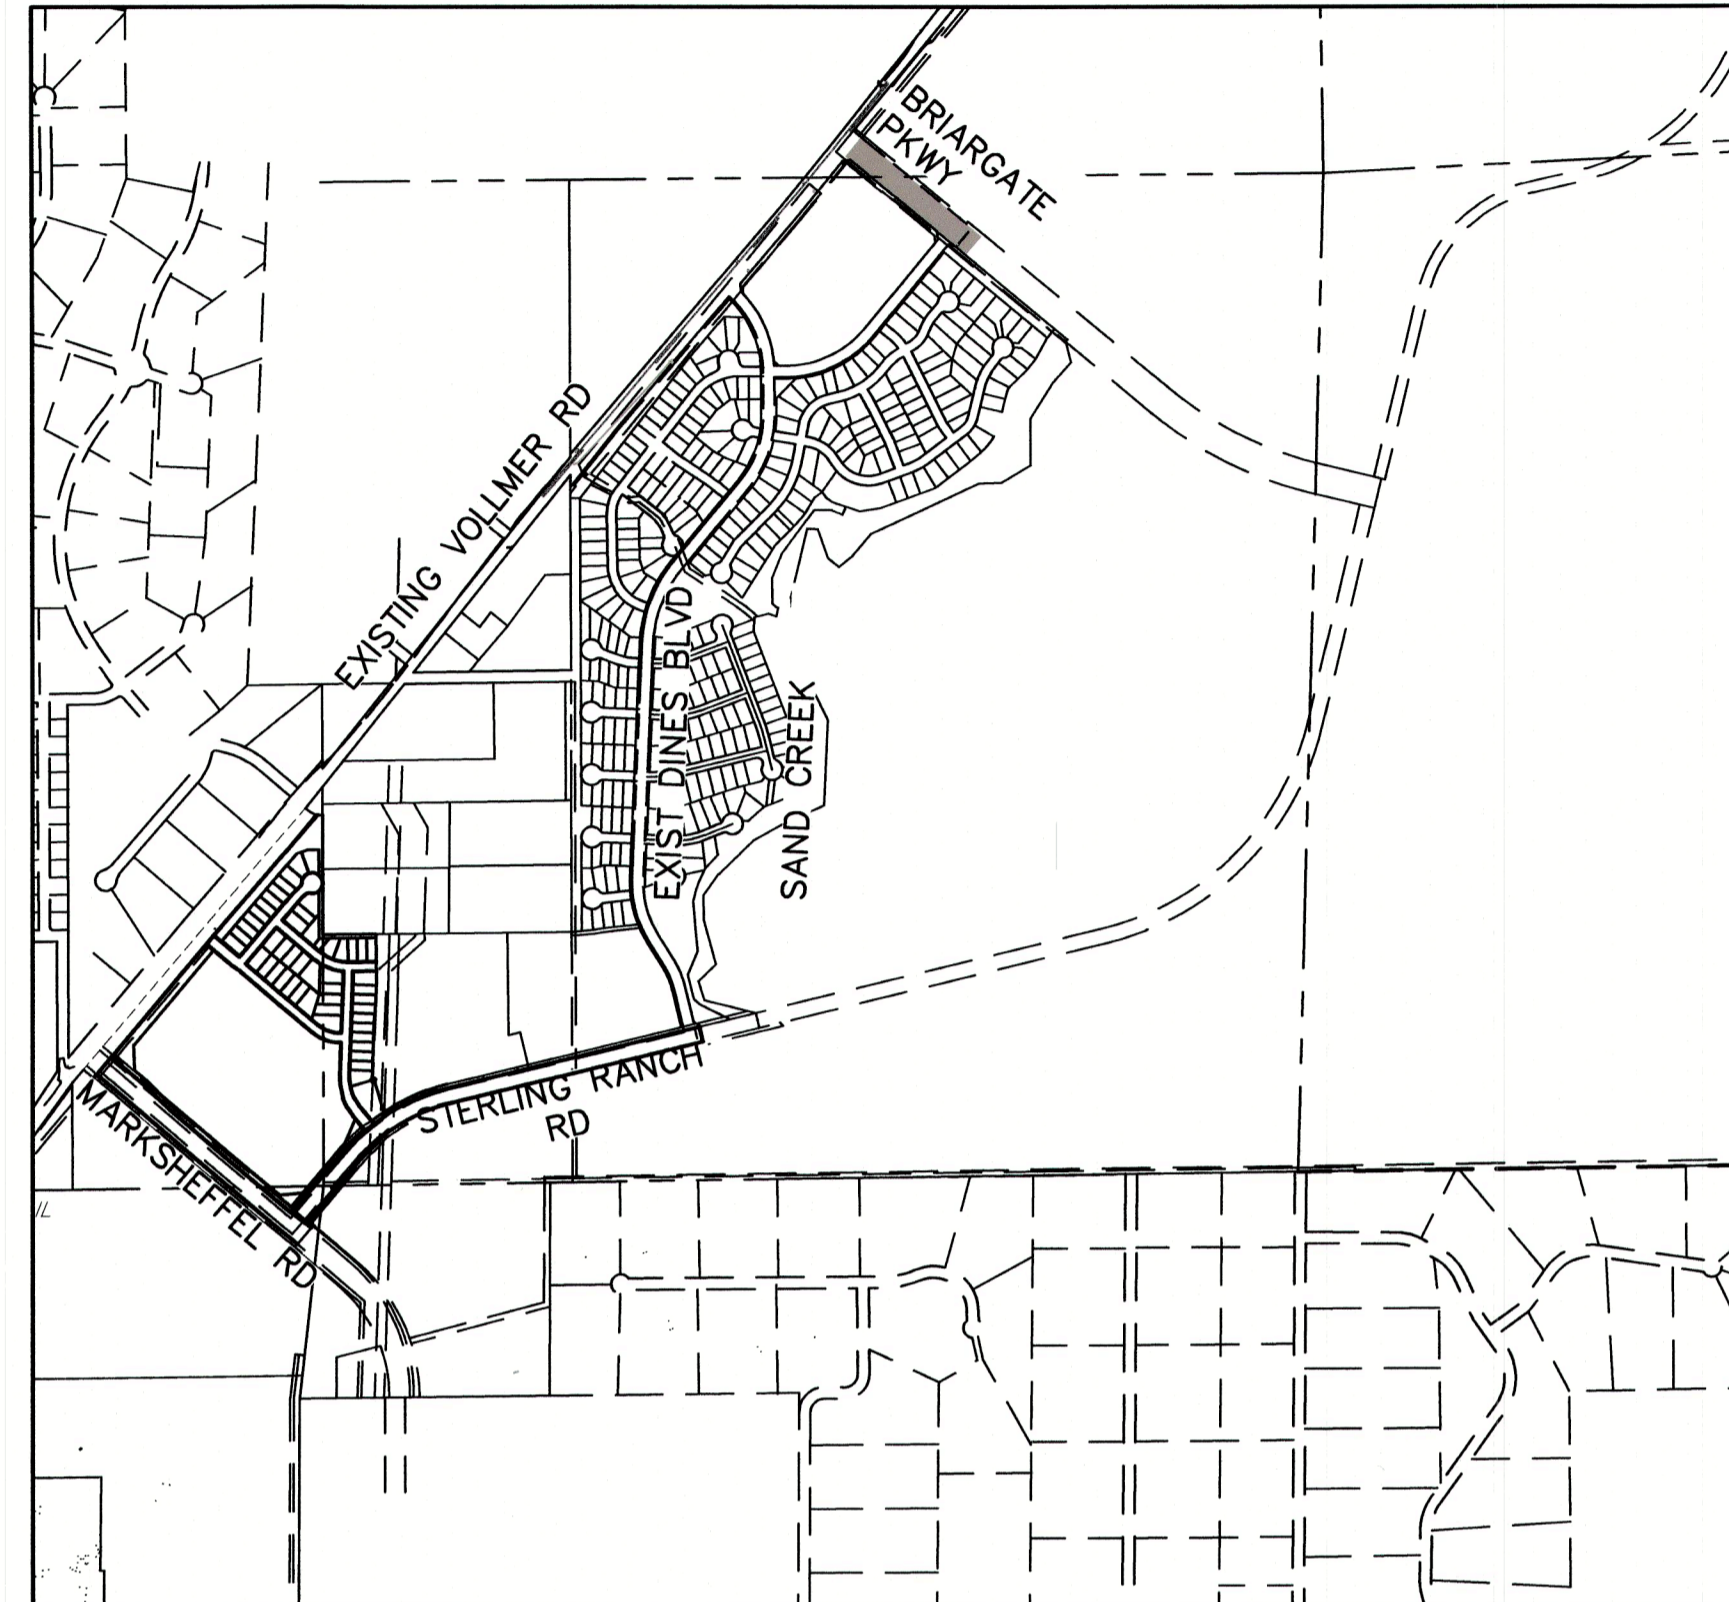 BRIARGATE
PKWY
EXISTING VOLLMER RD
EXIST DINES BLVD
SAND CREEK
STERLING RANCH
RD
MARKSHEFFEL RD